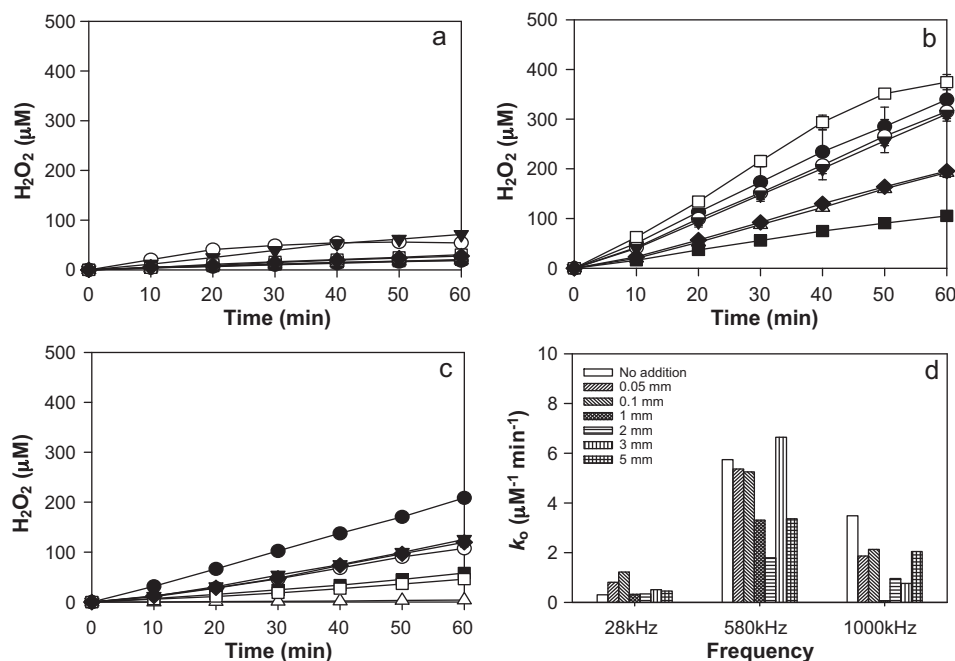 a
500
400
300
200
100
0
H₂O₂ (μM)
0 10 20 30 40 50 60
Time (min)
b
500
400
300
200
100
0
H₂O₂ (μM)
0 10 20 30 40 50 60
Time (min)
c
500
400
300
200
100
0
H₂O₂ (μM)
0 10 20 30 40 50 60
Time (min)
d
10
8
6
4
2
0
kₒ (μM⁻¹ min⁻¹)
No addition
0.05 mm
0.1 mm
1 mm
2 mm
3 mm
5 mm
28kHz 580kHz 1000kHz
Frequency